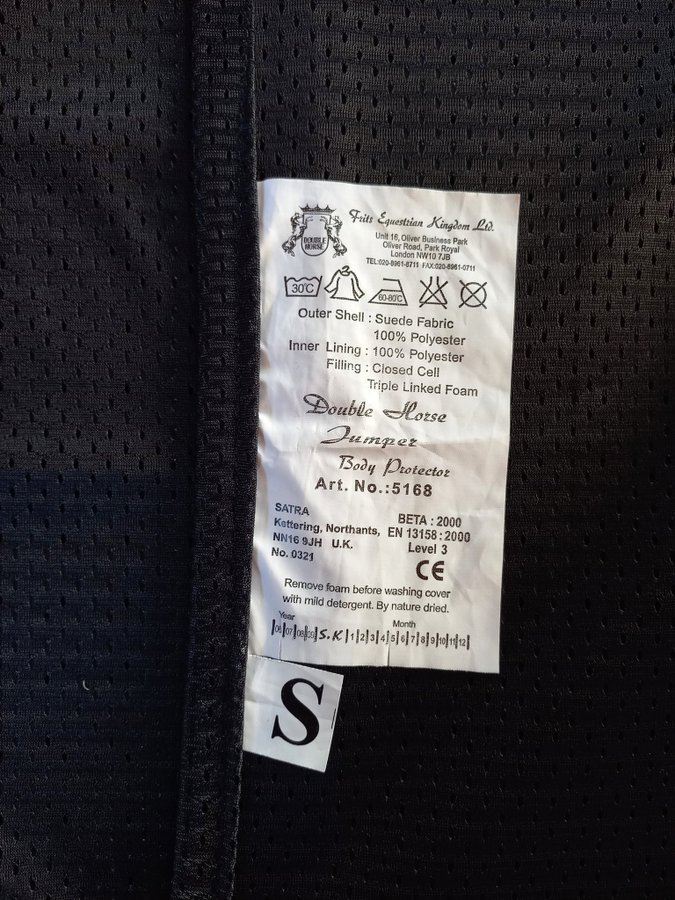 DOUBLE
HORSE
Frits Equestrian Kingdom Ltd.
Unit 16, Oliver Business Park
Oliver Road, Park Royal
London NW10 7JB
TEL:020-8961-8711 FAX:020-8961-0711
30°C
60-80°C
Outer Shell : Suede Fabric
100% Polyester
Inner Lining : 100% Polyester
Filling : Closed Cell
Triple Linked Foam
Double Horse
Jumper
Body Protector
Art. No.:5168
SATRA
Kettering, Northants,
NN16 9JH U.K.
No. 0321
BETA : 2000
EN 13158 : 2000
Level 3
CE
Remove foam before washing cover
with mild detergent. By nature dried.
Year Month
|06|07|08|09| S.K |1|2|3|4|5|6|7|8|9|10|11|12|
S